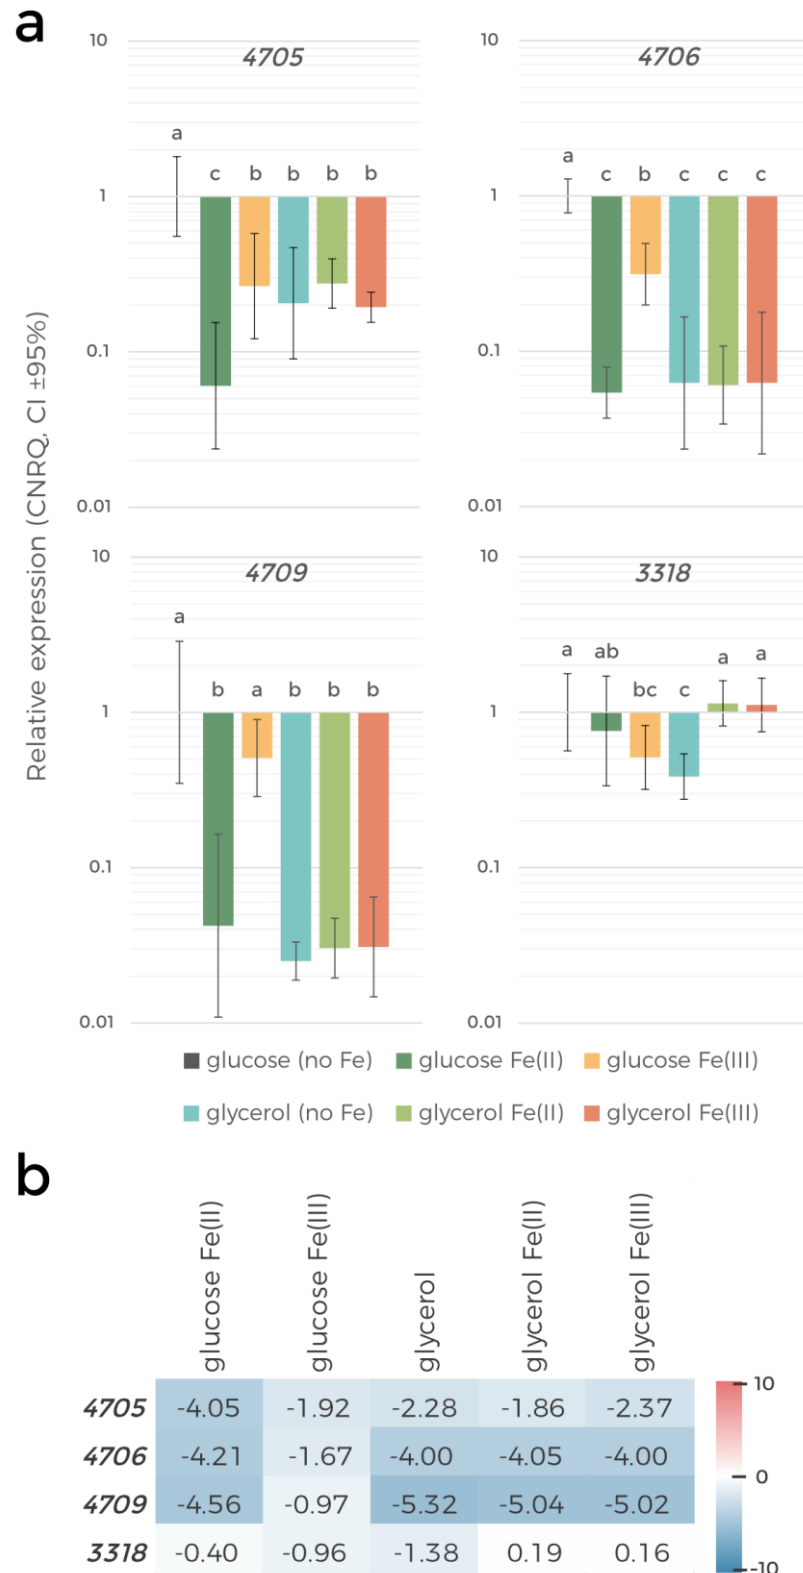 a
4705
4706
10
1
0.1
0.01
a
c
b
b
b
b
10
1
0.1
0.01
a
c
b
c
c
c
Relative expression (CNRQ, CI ±95%)
4709
3318
10
1
0.1
0.01
a
b
a
b
b
b
10
1
0.1
0.01
a
ab
bc
c
a
a
glucose (no Fe) glucose Fe(II) glucose Fe(III)
glycerol (no Fe) glycerol Fe(II) glycerol Fe(III)
b
glucose Fe(II)
glucose Fe(III)
glycerol
glycerol Fe(II)
glycerol Fe(III)
4705 -4.05 -1.92 -2.28 -1.86 -2.37
4706 -4.21 -1.67 -4.00 -4.05 -4.00
4709 -4.56 -0.97 -5.32 -5.04 -5.02
3318 -0.40 -0.96 -1.38 0.19 0.16
10
0
-10